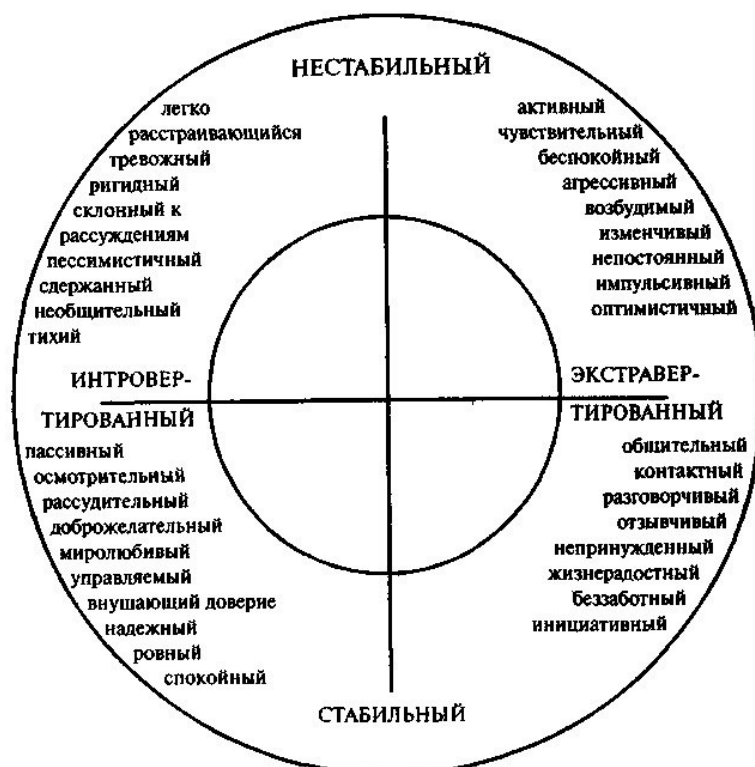 НЕСТАБИЛЬНЫЙ
легко
расстраивающийся
тревожный
ригидный
склонный к
рассуждениям
пессимистичный
сдержанный
необщительный
тихий
активный
чувствительный
беспокойный
агрессивный
возбудимый
изменчивый
непостоянный
импульсивный
оптимистичный
ИНТРОВЕР-
ТИРОВАННЫЙ
ЭКСТРАВЕР-
ТИРОВАННЫЙ
пассивный
осмотрительный
рассудительный
доброжелательный
миролюбивый
управляемый
внушающий доверие
надежный
ровный
спокойный
общительный
контактный
разговорчивый
отзывчивый
непринужденный
жизнерадостный
беззаботный
инициативный
СТАБИЛЬНЫЙ